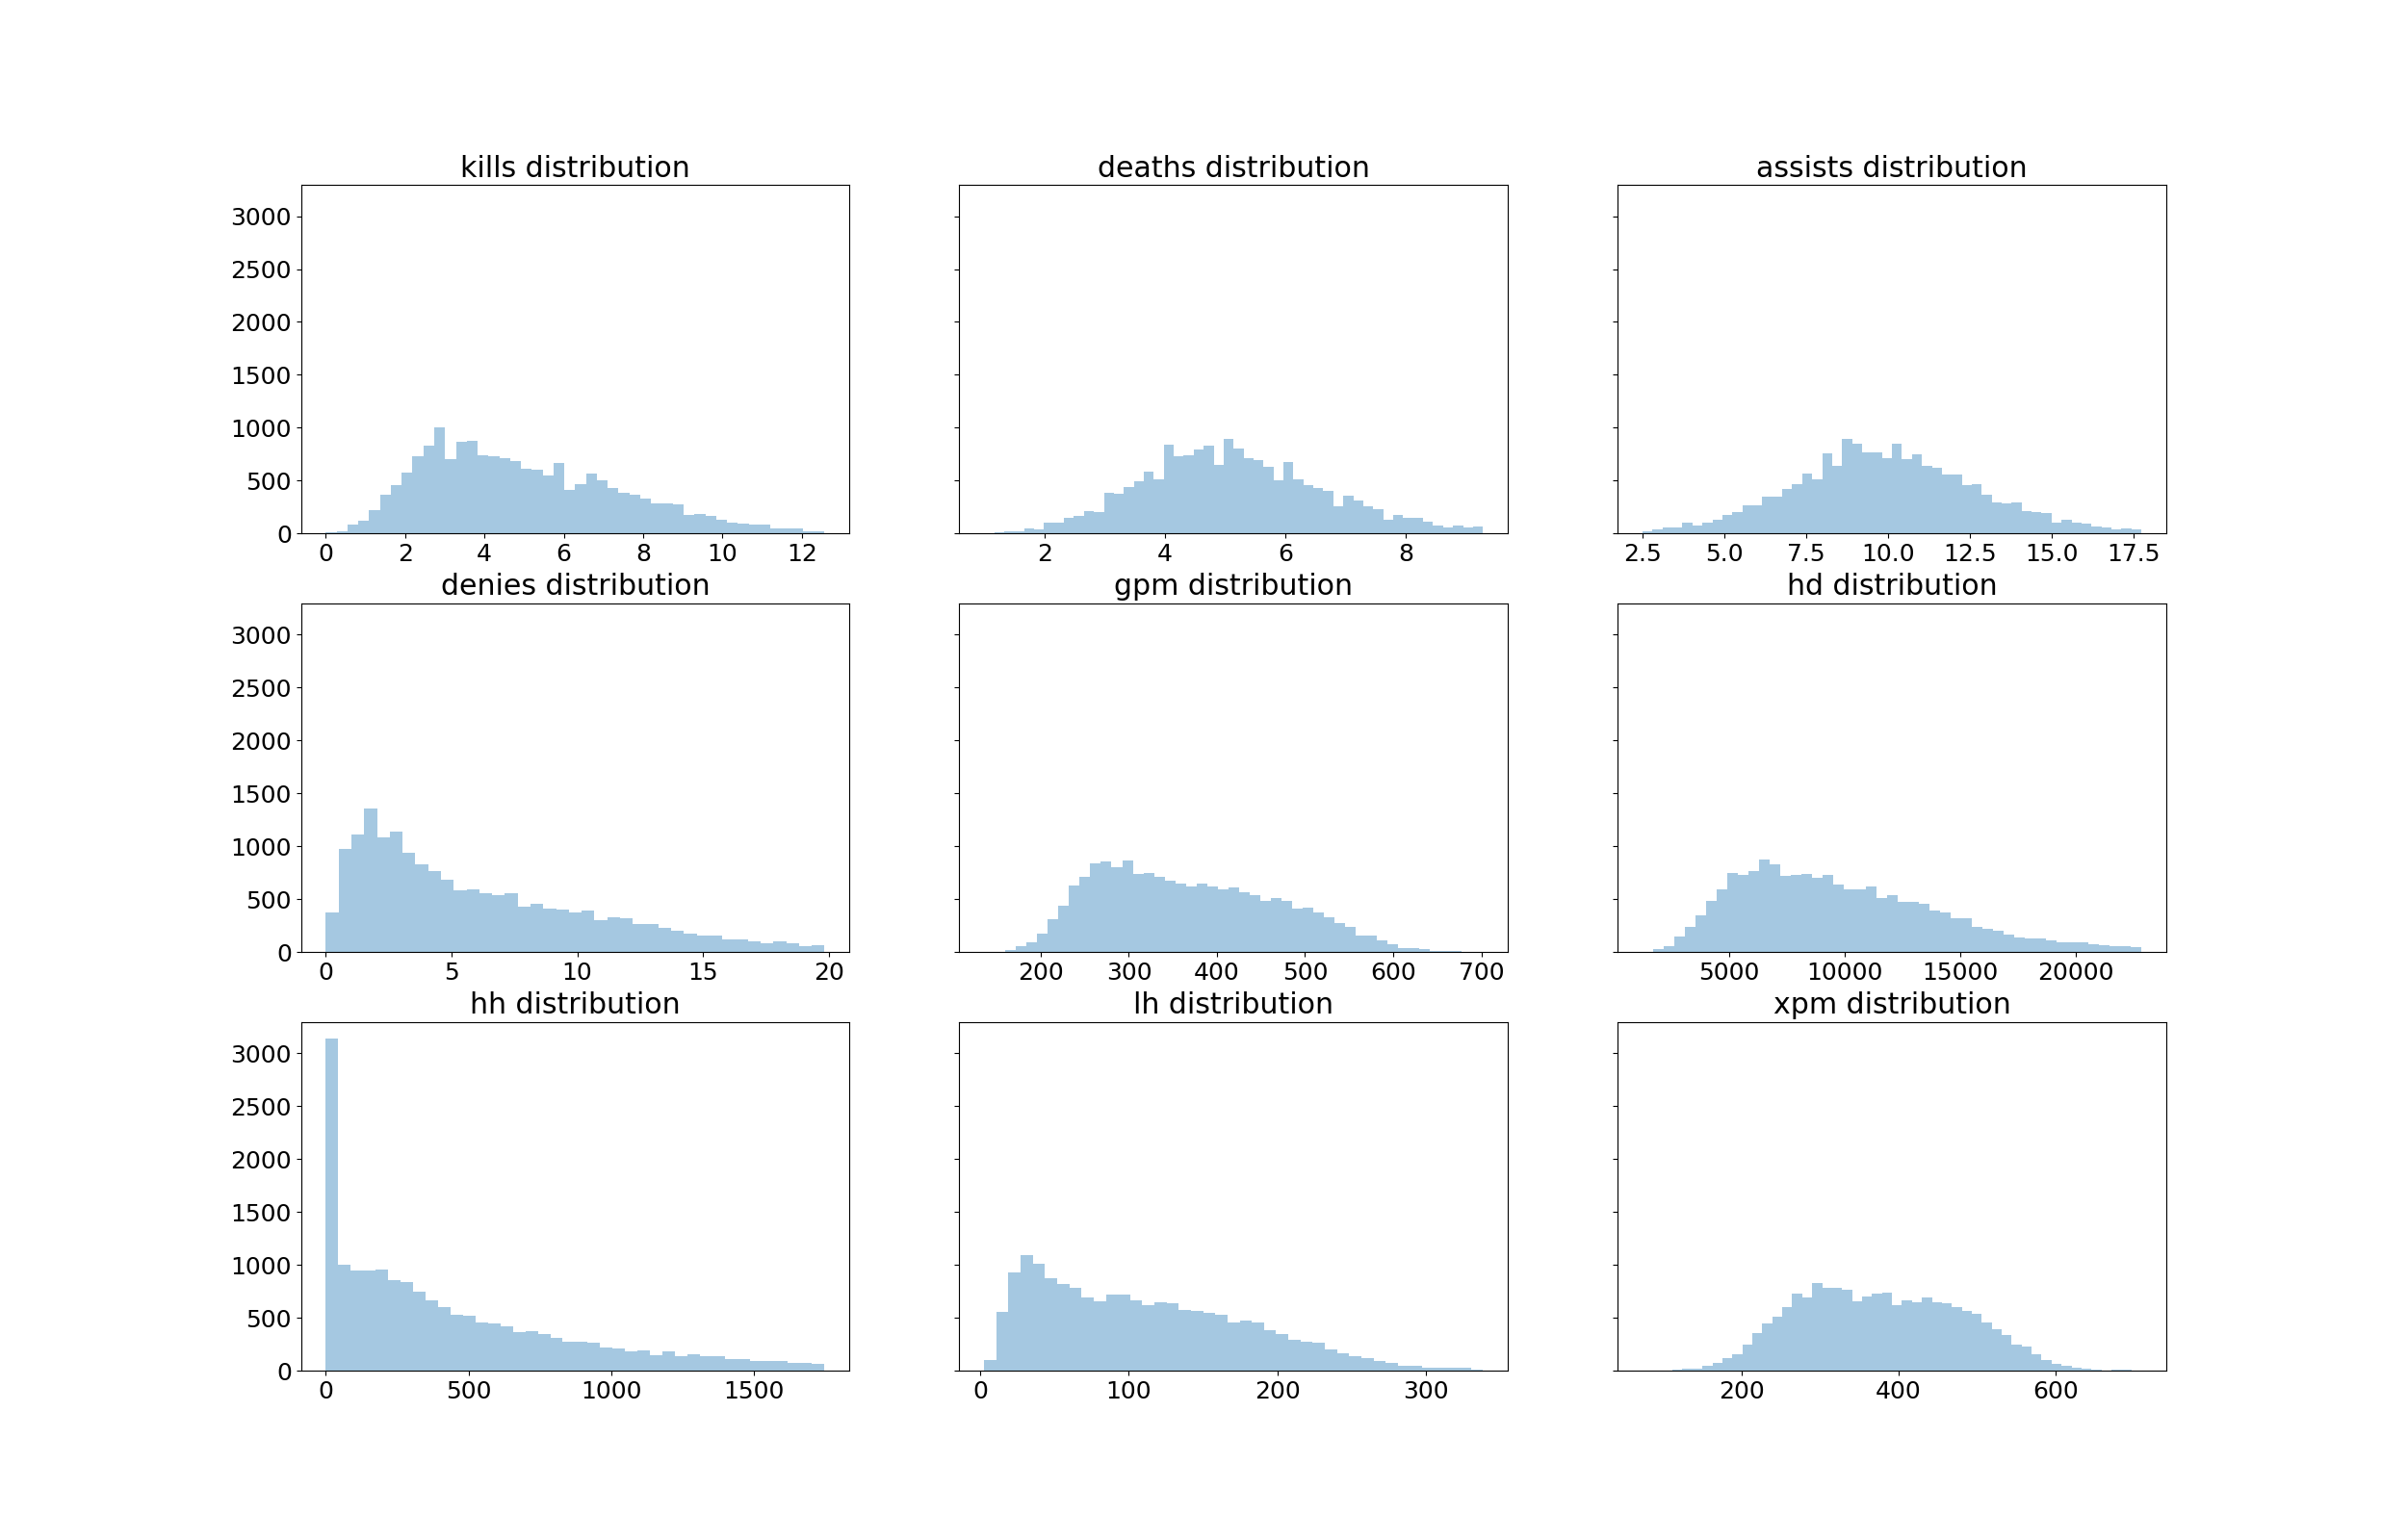 kills distribution
deaths distribution
assists distribution
3000
2500
2000
1500
1000
500
0
0 2 4 6 8 10 12
2 4 6 8
2.5 5.0 7.5 10.0 12.5 15.0 17.5
denies distribution
gpm distribution
hd distribution
3000
2500
2000
1500
1000
500
0
0 5 10 15 20
200 300 400 500 600 700
5000 10000 15000 20000
hh distribution
lh distribution
xpm distribution
3000
2500
2000
1500
1000
500
0
0 500 1000 1500
0 100 200 300
200 400 600